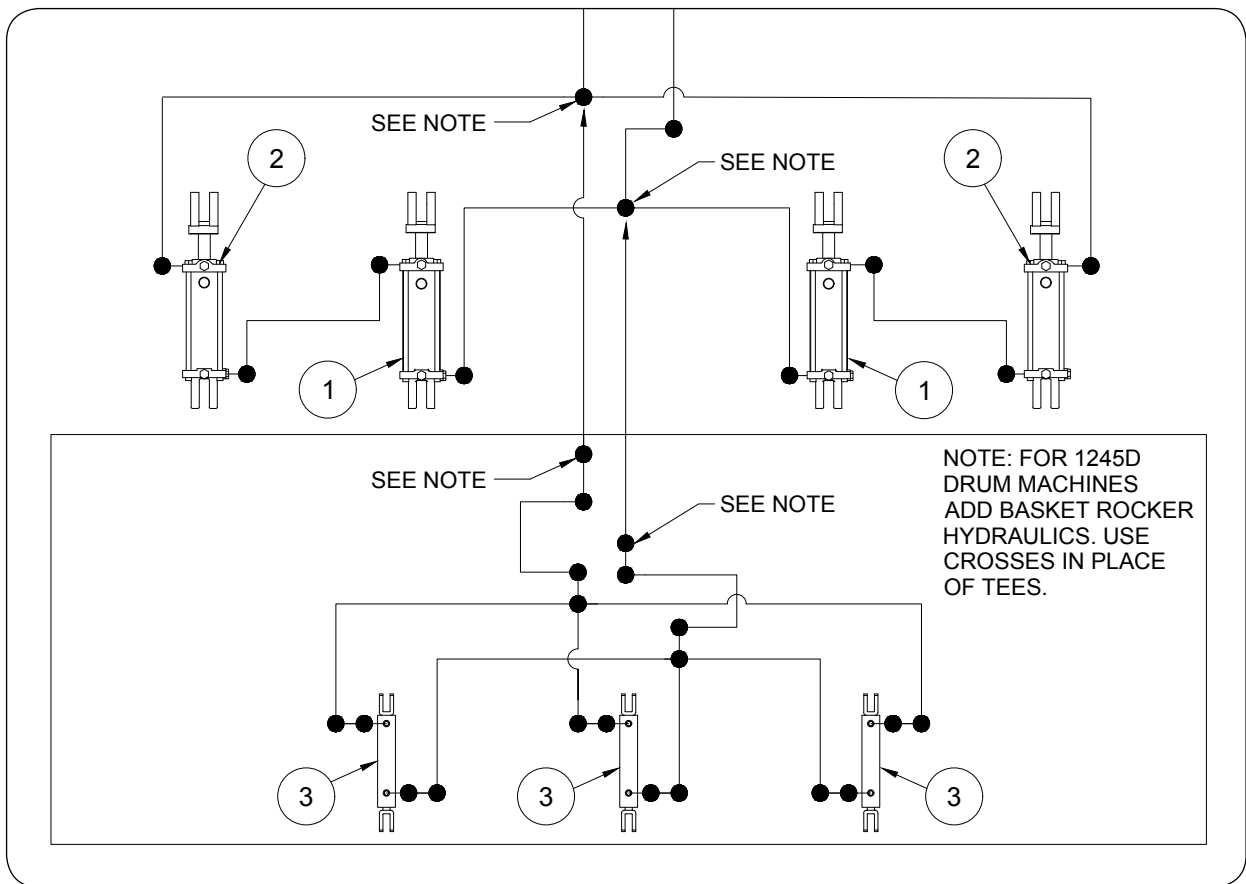 SEE NOTE
2
2
SEE NOTE
1
1
SEE NOTE
SEE NOTE
NOTE: FOR 1245D
DRUM MACHINES
ADD BASKET ROCKER
HYDRAULICS. USE
CROSSES IN PLACE
OF TEES.
3
3
3